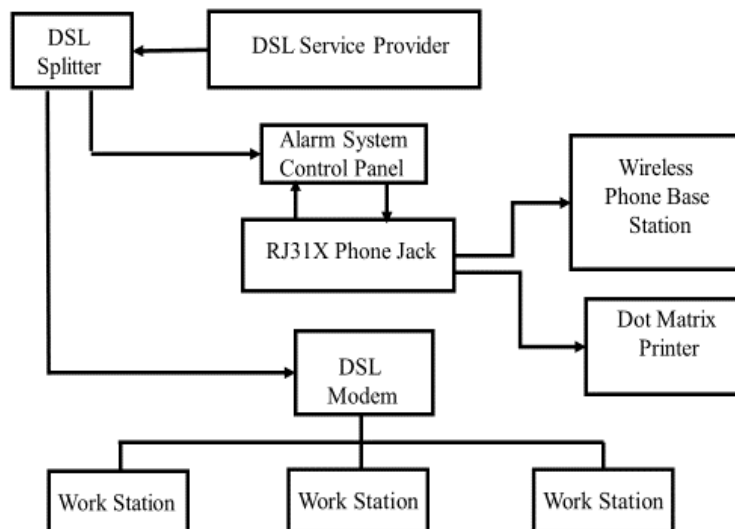 DSL
Splitter
DSL Service Provider
Alarm System
Control Panel
Wireless
Phone Base
Station
RJ31X Phone Jack
Dot Matrix
Printer
DSL
Modem
Work Station
Work Station
Work Station